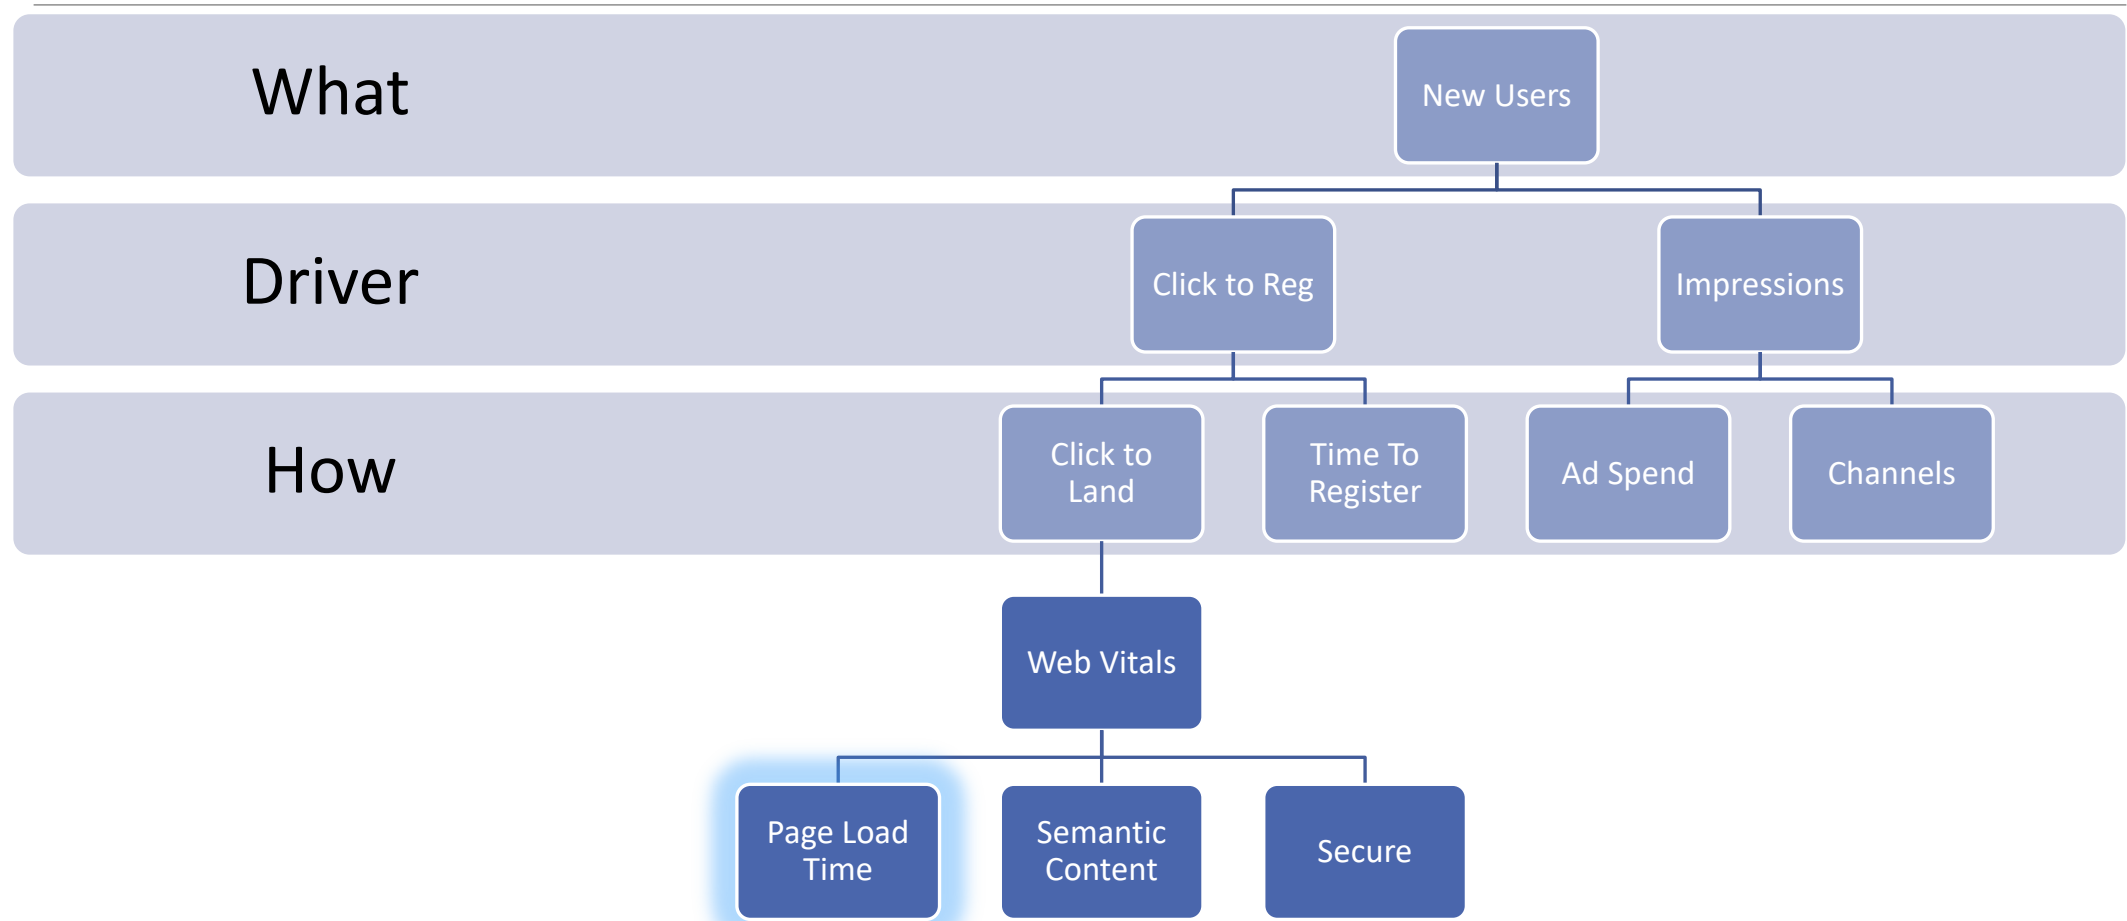 What
New Users
Driver
Click to Reg
Impressions
How
Click to
Land
Time To
Register
Ad Spend
Channels
Web Vitals
Page Load
Time
Semantic
Content
Secure